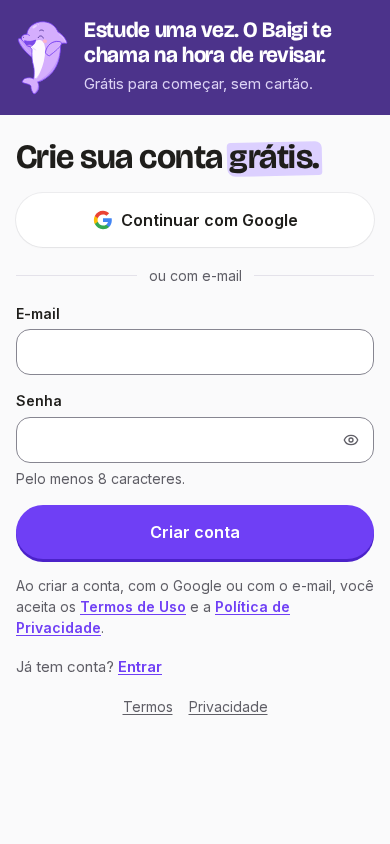 Estude uma vez. O Baigi te
chama na hora de revisar.
Grátis para começar, sem cartão.
Crie sua conta grátis.
Continuar com Google
ou com e-mail
E-mail
Senha
Pelo menos 8 caracteres.
Criar conta
Ao criar a conta, com o Google ou com o e-mail, você
aceita os Termos de Uso e a Política de
Privacidade.
Já tem conta? Entrar
Termos Privacidade